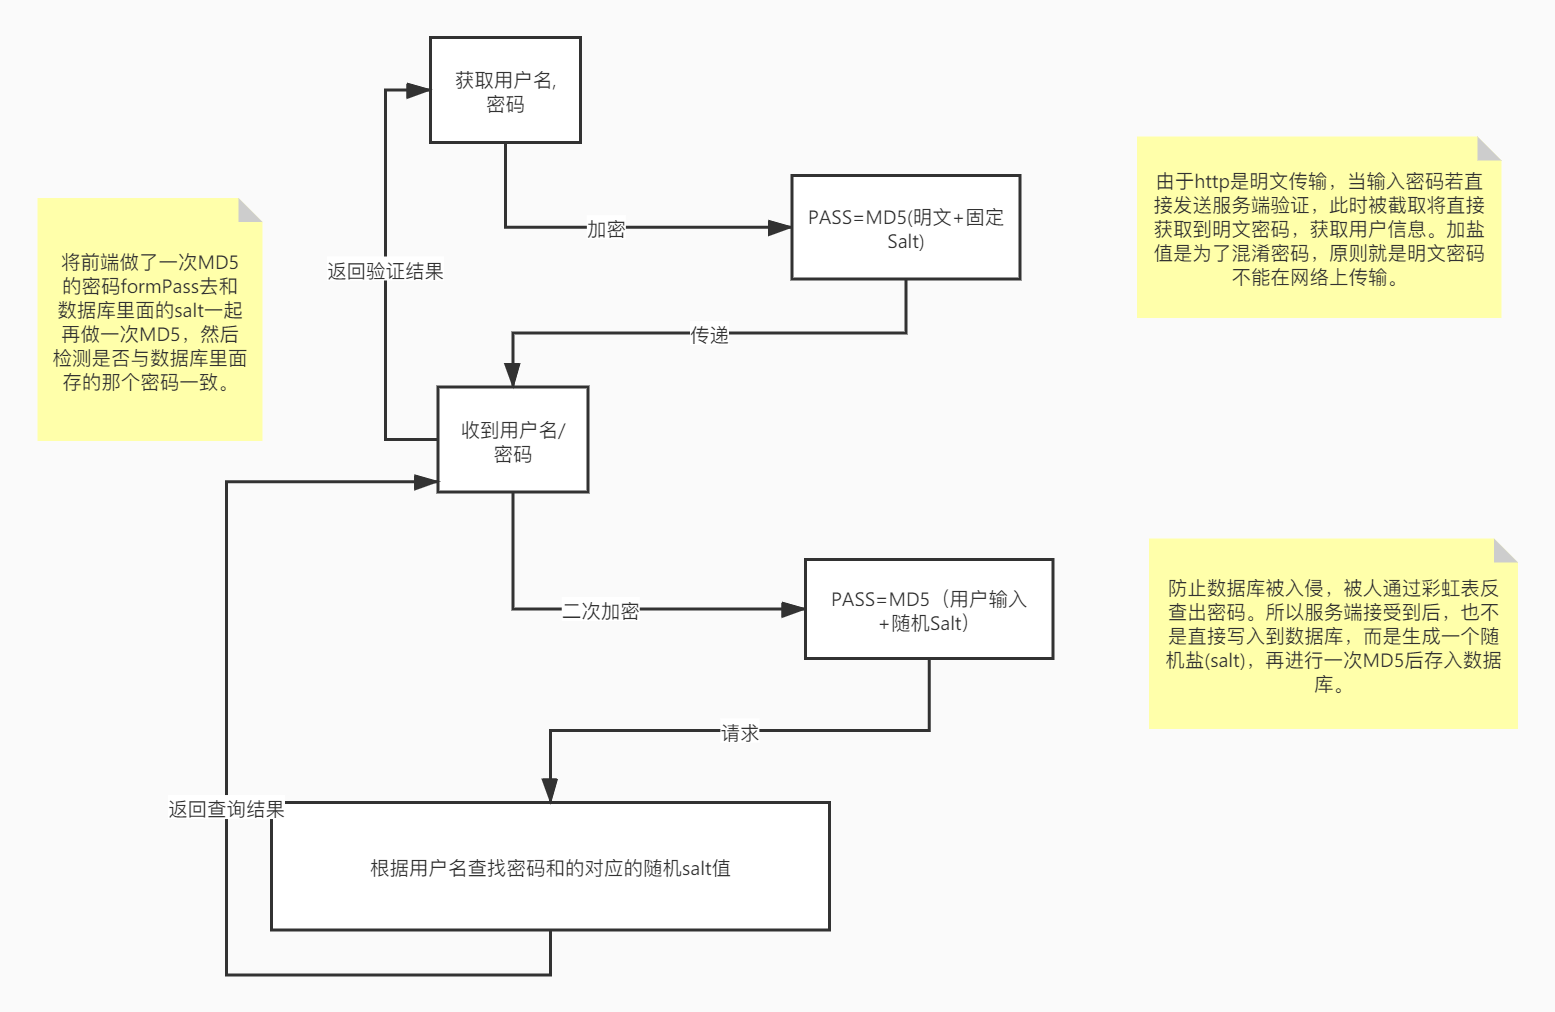 获取用户名,
密码
加密
PASS=MD5(明文+固定
Salt)
由于http是明文传输，当输入密码若直
接发送服务端验证，此时被截取将直接
获取到明文密码，获取用户信息。加盐
值是为了混淆密码，原则就是明文密码
不能在网络上传输。
将前端做了一次MD5
的密码formPass去和
数据库里面的salt一起
再做一次MD5，然后
检测是否与数据库里面
存的那个密码一致。
返回验证结果
传递
收到用户名/
密码
二次加密
PASS=MD5（用户输入
+随机Salt）
防止数据库被入侵，被人通过彩虹表反
查出密码。所以服务端接受到后，也不
是直接写入到数据库，而是生成一个随
机盐(salt)，再进行一次MD5后存入数据
库。
请求
返回查询结果
根据用户名查找密码和的对应的随机salt值